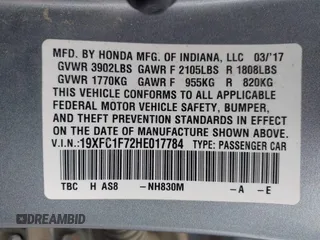 MFD. BY HONDA MFG. OF INDIANA, LLC 03/'17
GVWR 3902LBS GAWR F 2105LBS R 1808LBS
GVWR 1770KG GAWR F 955KG R 820KG
THIS VEHICLE CONFORMS TO ALL APPLICABLE
FEDERAL MOTOR VEHICLE SAFETY, BUMPER,
AND THEFT PREVENTION STANDARDS IN
EFFECT ON THE DATE OF MANUFACTURE
SHOWN ABOVE.
V.I.N.:19XFC1F72HE017784 TYPE: PASSENGER CAR
TBC H AS8 -NH830M -A -E
DREAMBID